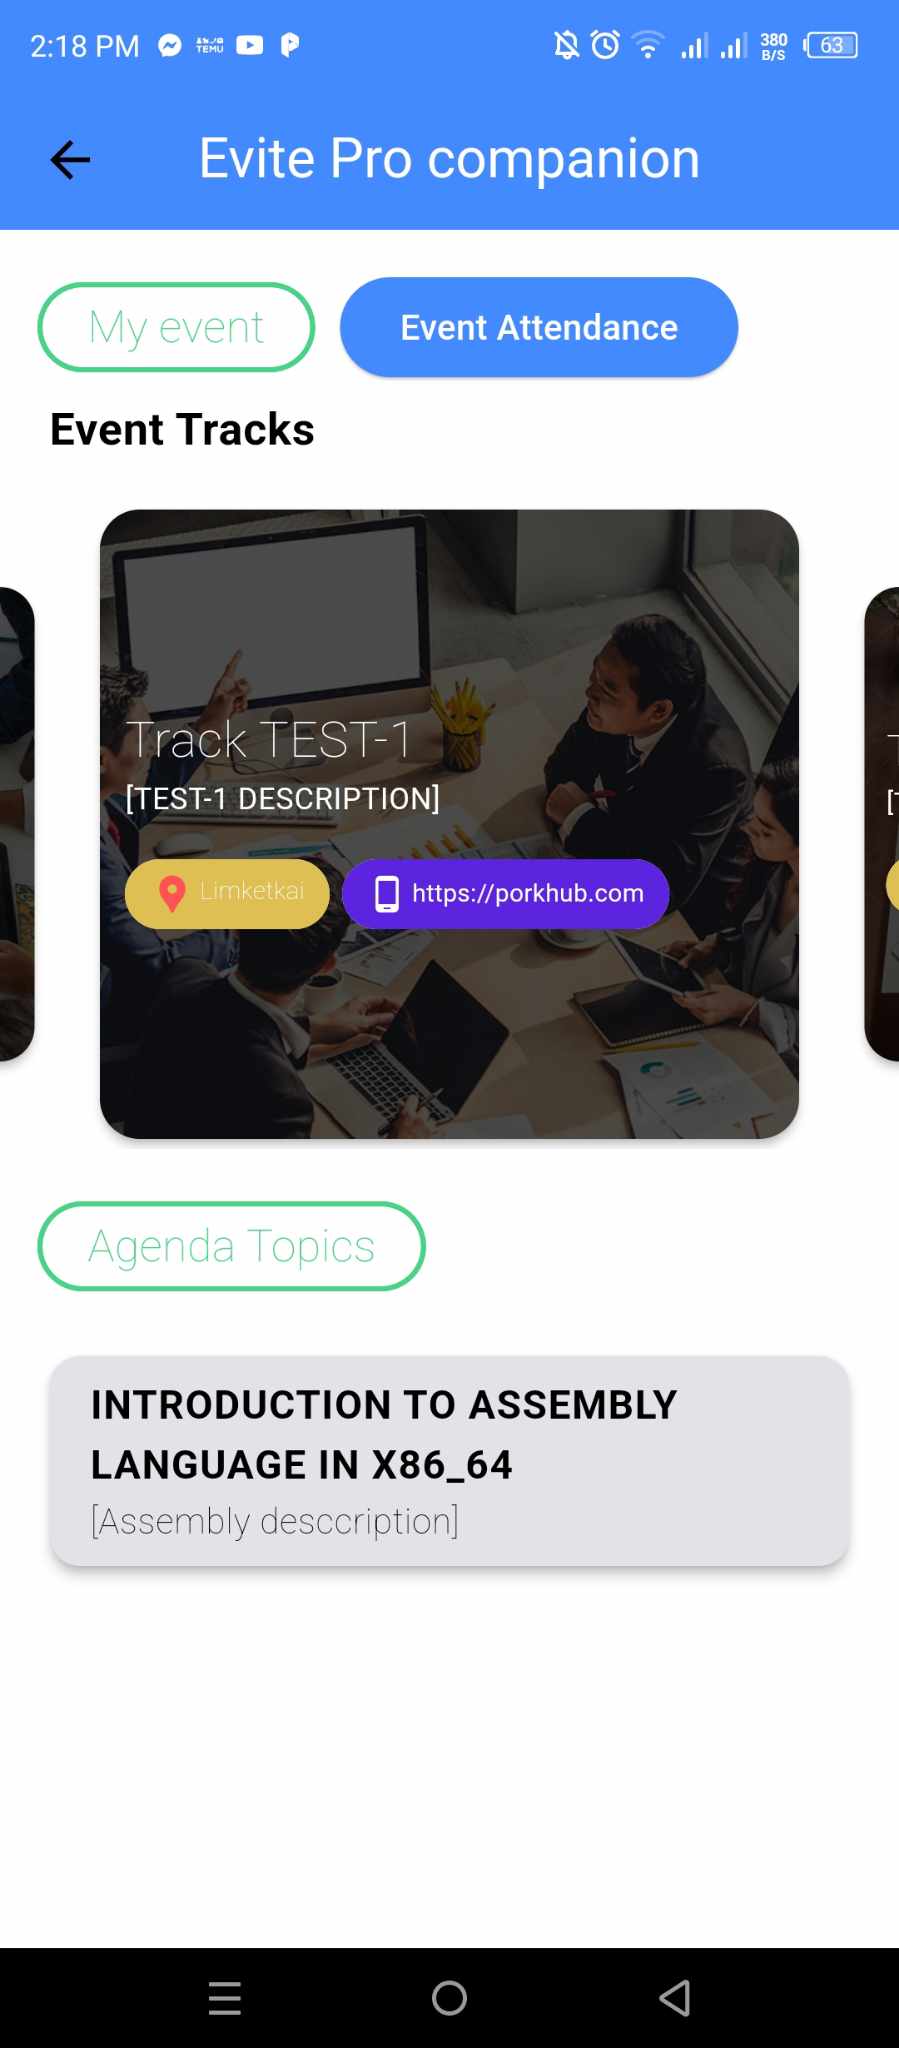 2:18 PM TEMU 380 B/S 63
Evite Pro companion
My event
Event Attendance
Event Tracks
Track TEST-1
[TEST-1 DESCRIPTION]
Limketkai
https://porkhub.com
Agenda Topics
INTRODUCTION TO ASSEMBLY
LANGUAGE IN X86_64
[Assembly desccription]